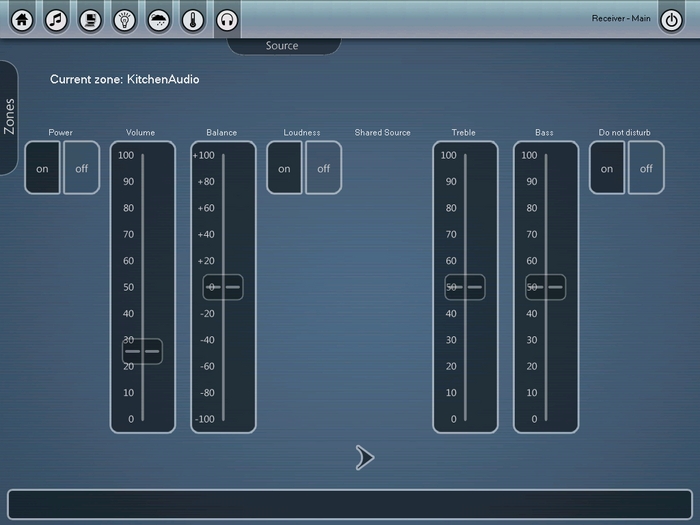 Receiver - Main
Source
Zones
Current zone: KitchenAudio
Power
Volume
Balance
Loudness
Shared Source
Treble
Bass
Do not disturb
on off
100
90
80
70
60
50
40
30
20
10
0
+100
+80
+60
+40
+20
0
-20
-40
-60
-80
-100
on off
100
90
80
70
60
50
40
30
20
10
0
100
90
80
70
60
50
40
30
20
10
0
on off